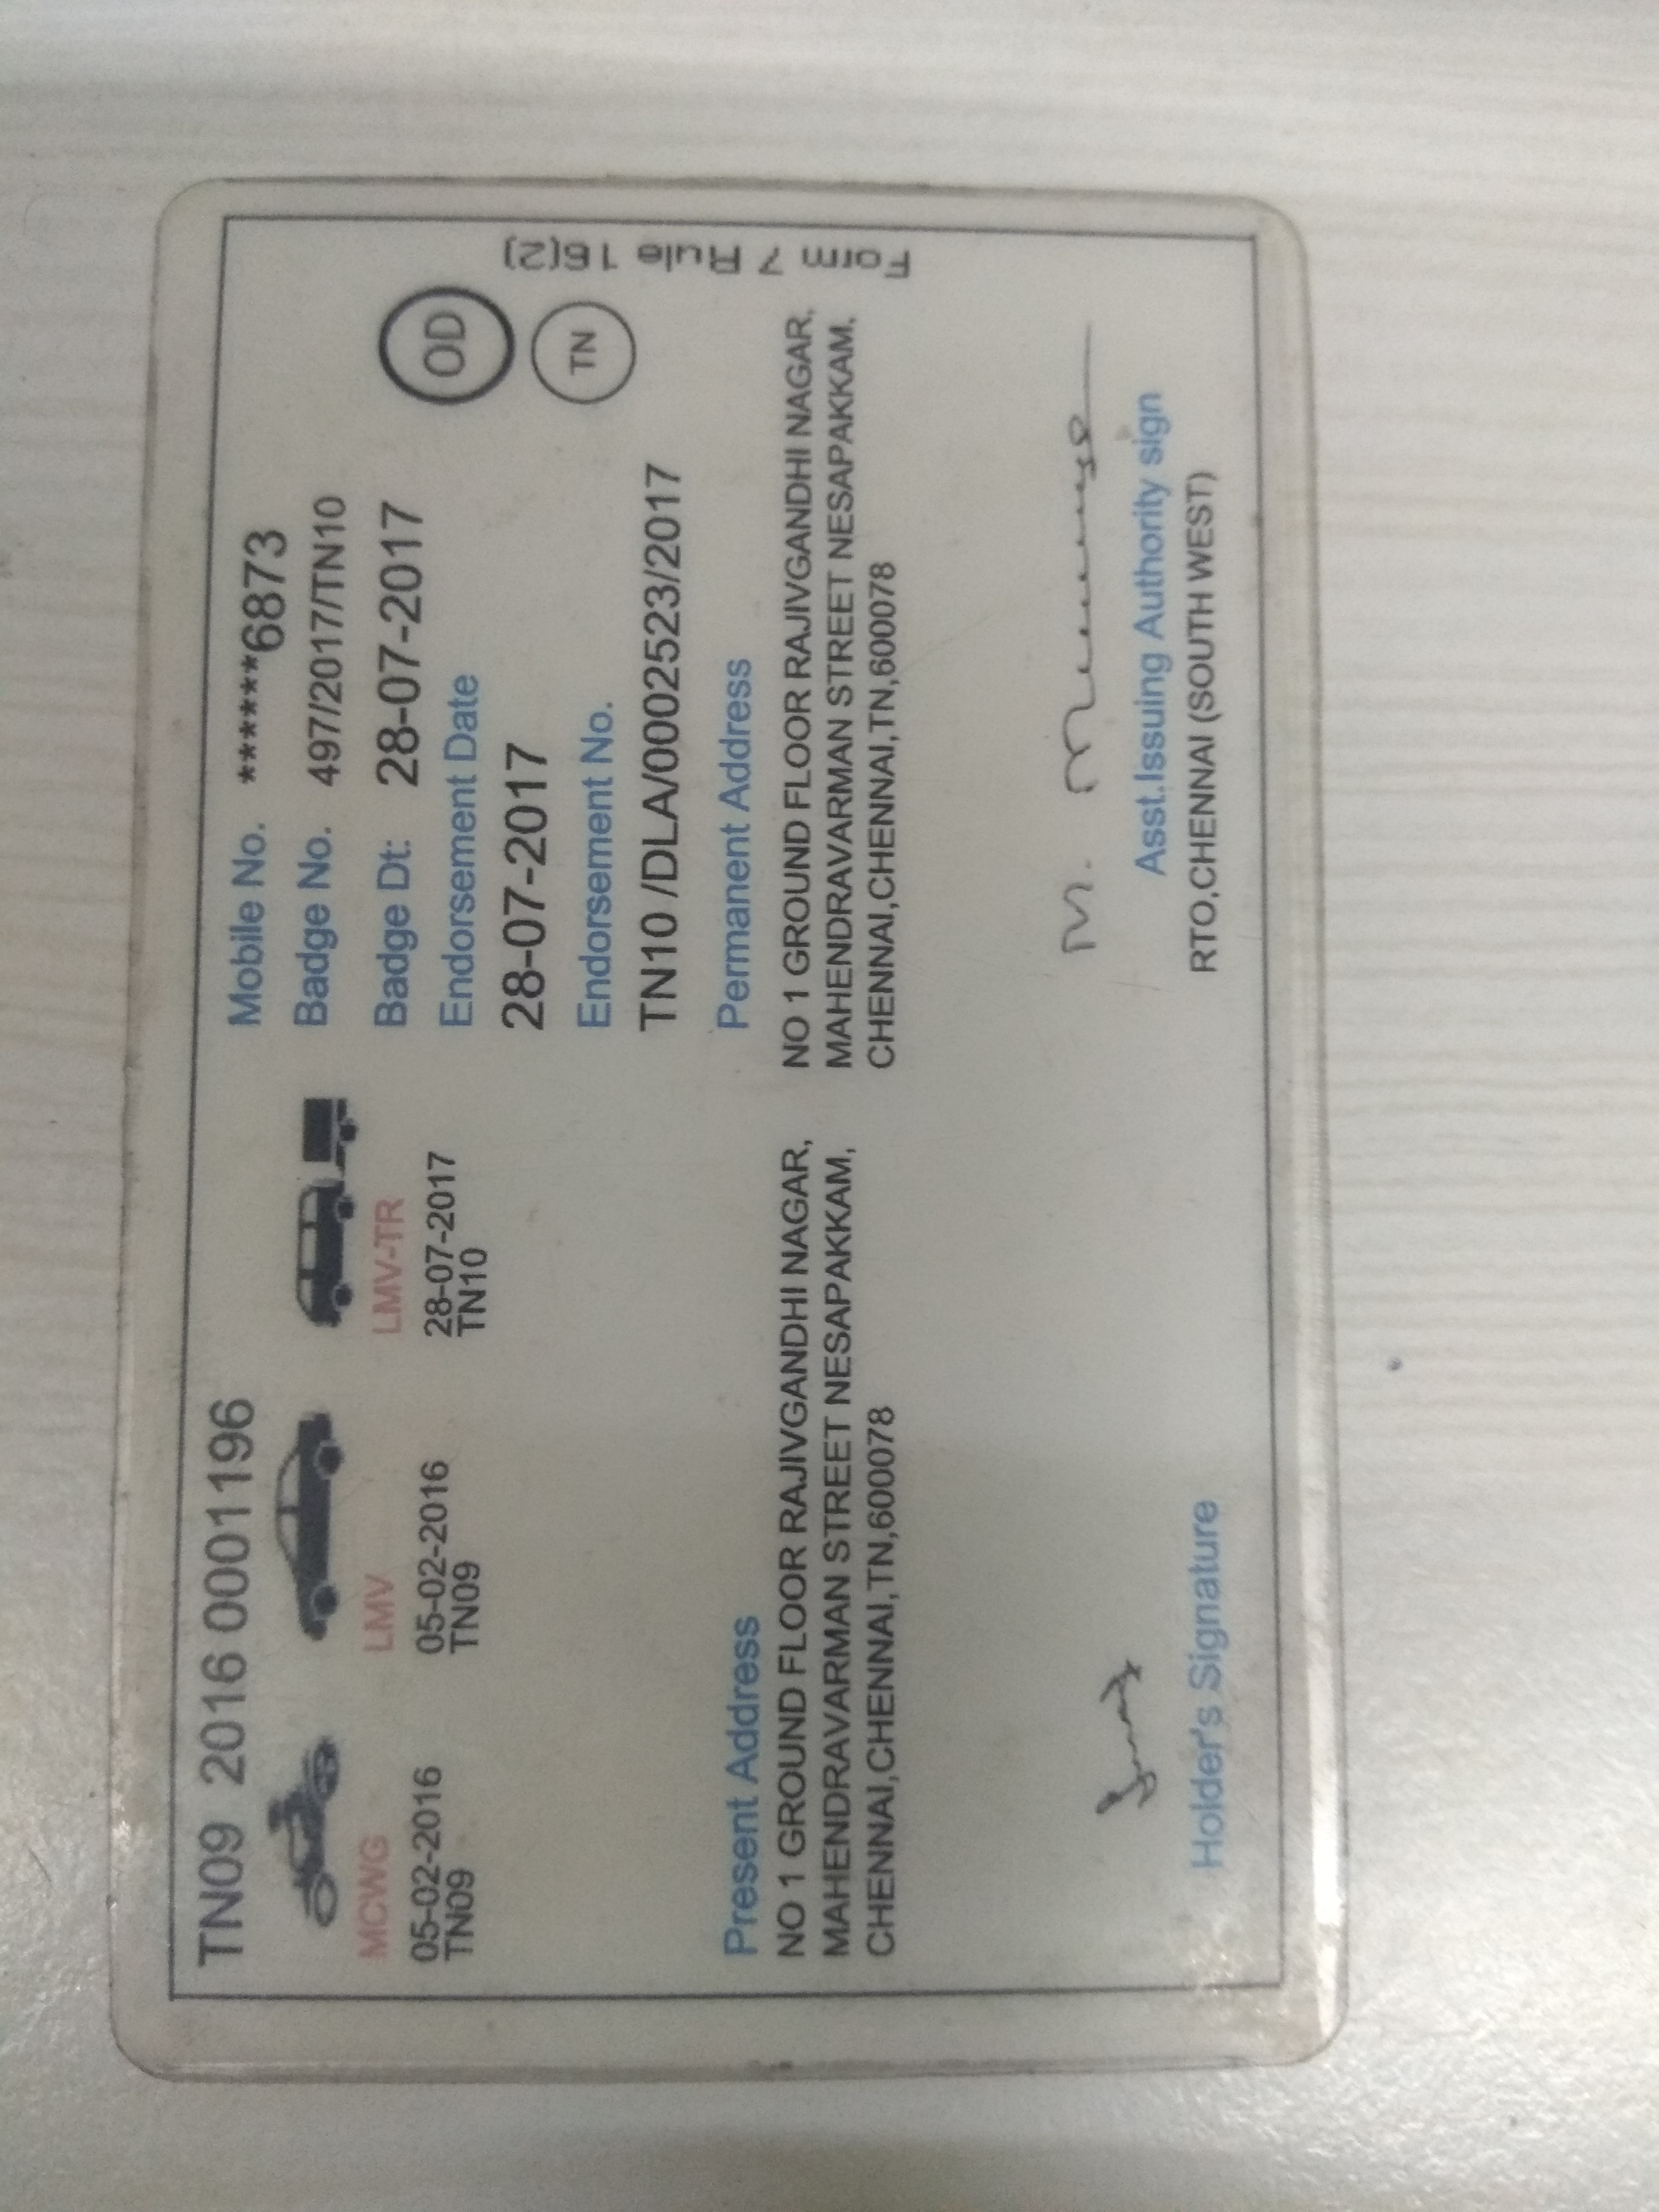 TN09 2016 0001196
MCWG
05-02-2016
TN09
LMV
05-02-2016
TN09
LMV-TR
28-07-2017
TN10
Mobile No. ******6873
Badge No. 497/2017/TN10
Badge Dt: 28-07-2017
Endorsement Date
28-07-2017
Endorsement No.
TN10 /DLA/0002523/2017
OD
TN
Form 7 Rule 16(2)
Present Address
NO 1 GROUND FLOOR RAJIVGANDHI NAGAR,
MAHENDRAVARMAN STREET NESAPAKKAM,
CHENNAI,CHENNAI,TN,600078
Permanent Address
NO 1 GROUND FLOOR RAJIVGANDHI NAGAR,
MAHENDRAVARMAN STREET NESAPAKKAM,
CHENNAI,CHENNAI,TN,600078
Holder's Signature
Asst.Issuing Authority sign
RTO,CHENNAI (SOUTH WEST)